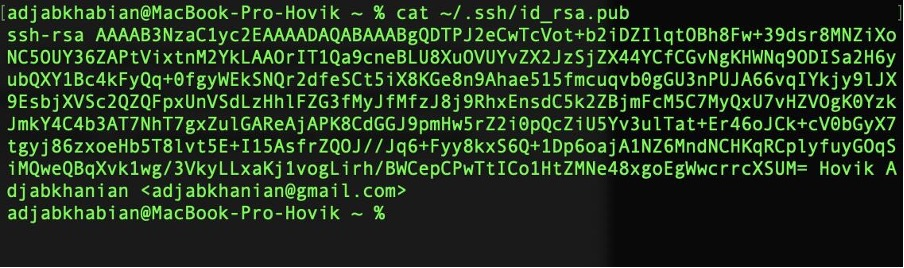 [adjabkhabian@MacBook-Pro-Hovik ~ % cat ~/.ssh/id_rsa.pub ]
ssh-rsa AAAAB3NzaC1yc2EAAAADAQABAAABgQDTPJ2eCwTcVot+b2iDZIlqtOBh8Fw+39dsr8MNZiXo
NC5OUY36ZAPtVixtnM2YkLAAOrIT1Qa9cneBLU8XuOVUYvZX2JzSjZX44YCfCGvNgKHWNq9ODISa2H6y
ubQXY1Bc4kFyQq+0fgyWEkSNQr2dfeSCt5iX8KGe8n9Ahae515fmcuqvb0gGU3nPUJA66vqIYkjy9lJX
9EsbjXVSc2QZQFpxUnVSdLzHhlFZG3fMyJfMfzJ8j9RhxEnsdC5k2ZBjmFcM5C7MyQxU7vHZVOgK0Yzk
JmkY4C4b3AT7NhT7gxZulGAReAjAPK8CdGGJ9pmHw5rZ2i0pQcZiU5Yv3ulTat+Er46oJCk+cV0bGyX7
tgyj86zxoeHb5T8lvt5E+I15AsfrZQOJ//Jq6+Fyy8kxS6Q+1Dp6oajA1NZ6MndNCHKqRCplyfuyGOqS
iMQweQBqXvk1wg/3VkyLLxaKj1vogLirh/BWCepCPwTtICo1HtZMNe48xgoEgWwcrrcXSUM= Hovik A
djabkhanian <adjabkhanian@gmail.com>
adjabkhabian@MacBook-Pro-Hovik ~ %